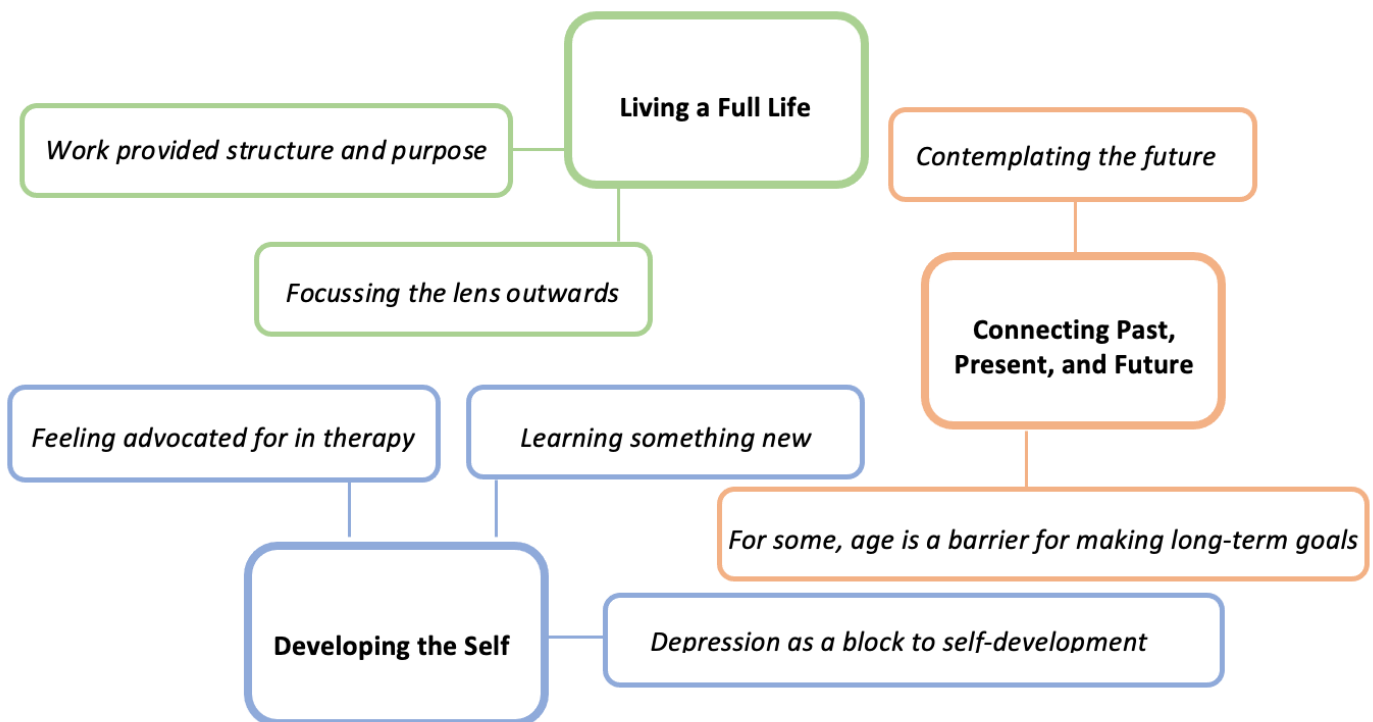 Living a Full Life
Work provided structure and purpose
Focussing the lens outwards
Contemplating the future
Connecting Past,
Present, and Future
For some, age is a barrier for making long-term goals
Feeling advocated for in therapy
Learning something new
Developing the Self
Depression as a block to self-development